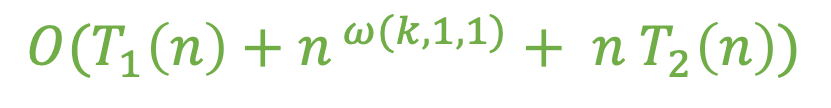 O(T₁(n) + n^{ω(k,1,1)} + n T₂(n))